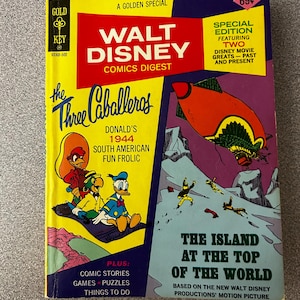 A GOLDEN SPECIAL
GOLD
KEY
WALT
DISNEY
COMICS DIGEST
SPECIAL
EDITION
FEATURING
TWO
DISNEY MOVIE
GREATS—PAST
AND PRESENT
the
Three Caballeros
DONALD'S
1944
SOUTH AMERICAN
FUN FROLIC
PLUS:
COMIC STORIES
GAMES • PUZZLES
THINGS TO DO
THE ISLAND
AT THE TOP
OF THE WORLD
BASED ON THE NEW WALT DISNEY
PRODUCTIONS' MOTION PICTURE